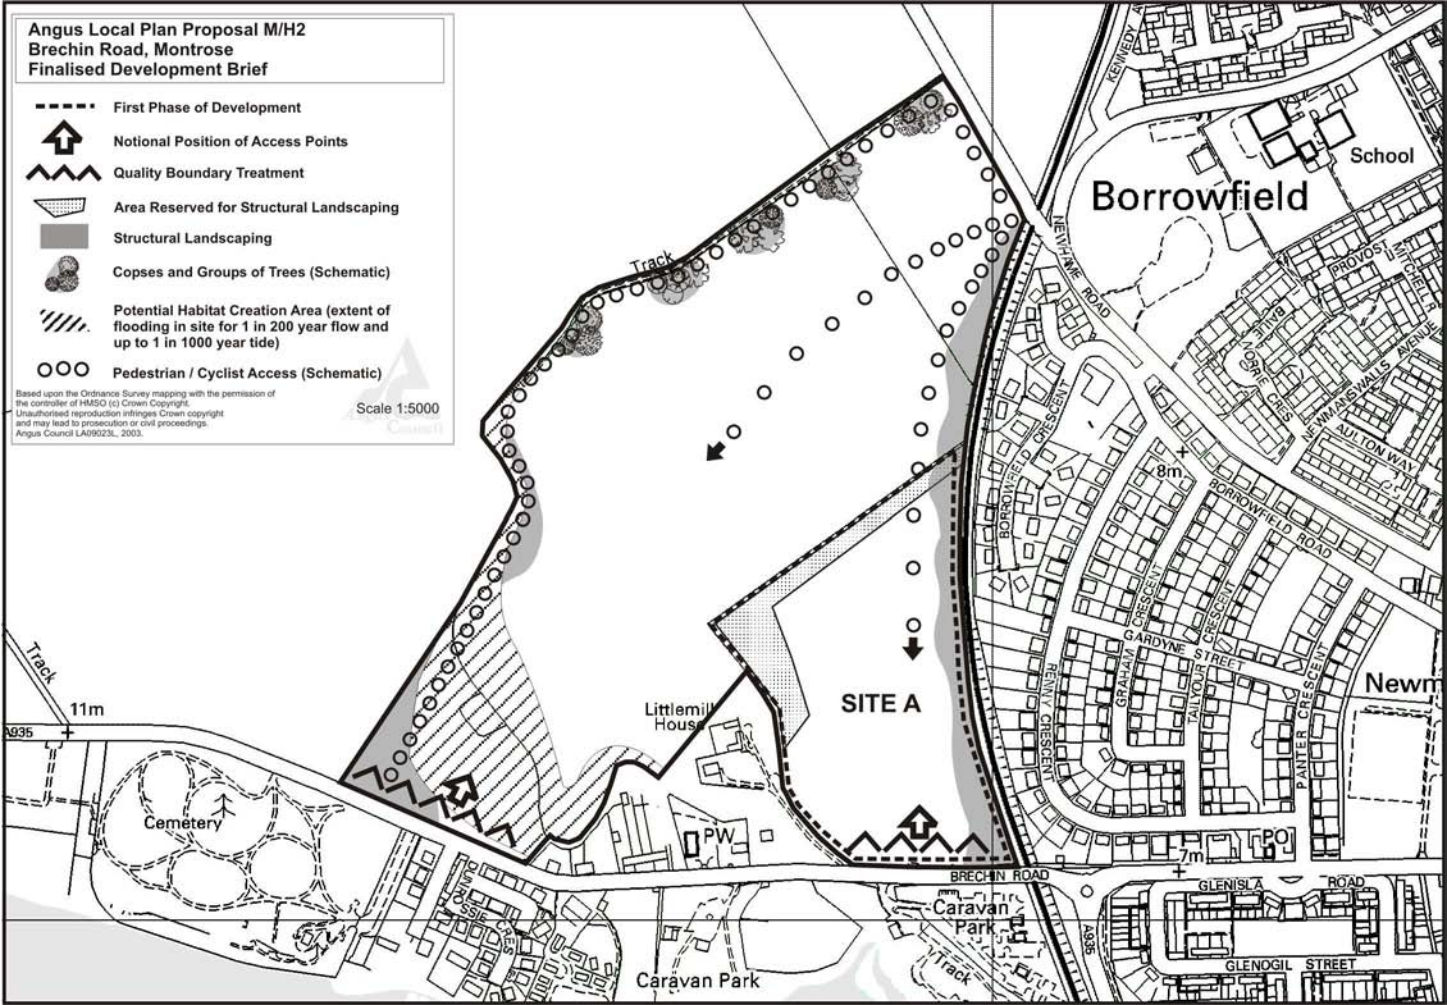 Angus Local Plan Proposal M/H2
Brechin Road, Montrose
Finalised Development Brief
First Phase of Development
Notional Position of Access Points
Quality Boundary Treatment
Area Reserved for Structural Landscaping
Structural Landscaping
Copses and Groups of Trees (Schematic)
Potential Habitat Creation Area (extent of
flooding in site for 1 in 200 year flow and
up to 1 in 1000 year tide)
Pedestrian / Cyclist Access (Schematic)
Based upon the Ordnance Survey mapping with the permission of
the controller of HMSO (c) Crown Copyright.
Unauthorised reproduction infringes Crown copyright
and may lead to prosecution or civil proceedings.
Angus Council LA09023L, 2003.
Scale 1:5000
Council
KENNEDY
School
Borrowfield
Track
NEWHAME ROAD
PROVOST
MITCHELL R
BAILIE
NORRIE CRES
NEWMANSWALLS AVENUE
AULTON WAY
8m
BORROWFIELD CRESCENT
BORROWFIELD ROAD
Track
11m
A935
Littlemill
House
SITE A
GRAHAM CRESCENT
GARDYNE STREET
TAILYOUR CRESCENT
RENNY CRESCENT
PANTER CRESCENT
Newm
Cemetery
PW
PO
7m
BRECHIN ROAD
GLENISLA ROAD
ROSSIE CRES
Caravan
Park
Track
A935
Caravan Park
GLENOGIL STREET